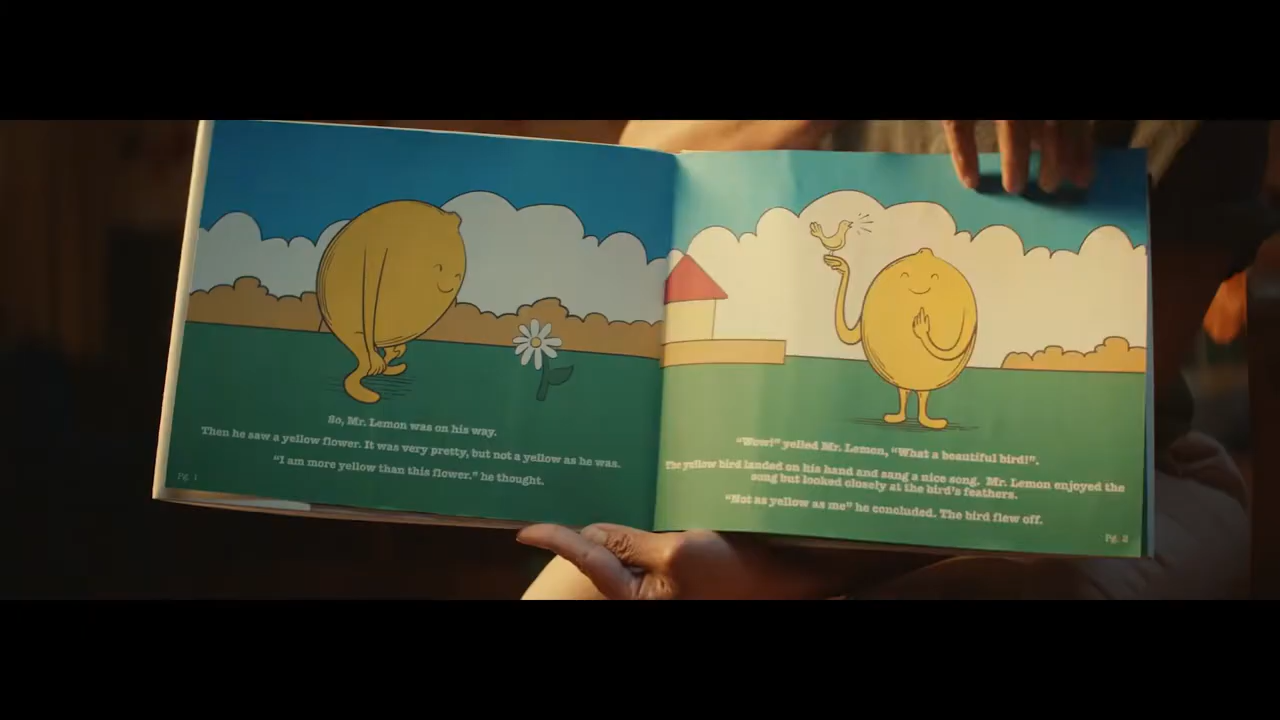 So, Mr. Lemon was on his way.
Then he saw a yellow flower. It was very pretty, but not a yellow as he was.
"I am more yellow than this flower." he thought.
Pg. 1
"Wow!" yelled Mr. Lemon, "What a beautiful bird!".
The yellow bird landed on his hand and sang a nice song. Mr. Lemon enjoyed the
song but looked closely at the bird's feathers.
"Not as yellow as me" he concluded. The bird flew off.
Pg. 2